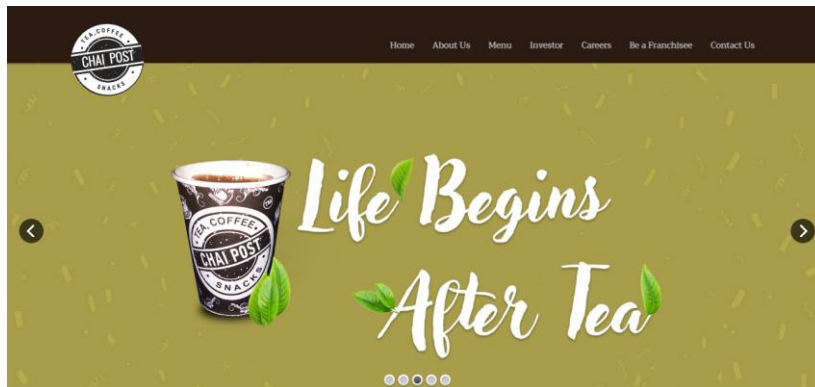 TEA, COFFEE
CHAI POST
SNACKS
Home About Us Menu Investor Careers Be a Franchisee Contact Us
Life Begins
After Tea
TEA, COFFEE
CHAI POST
SNACKS
TM